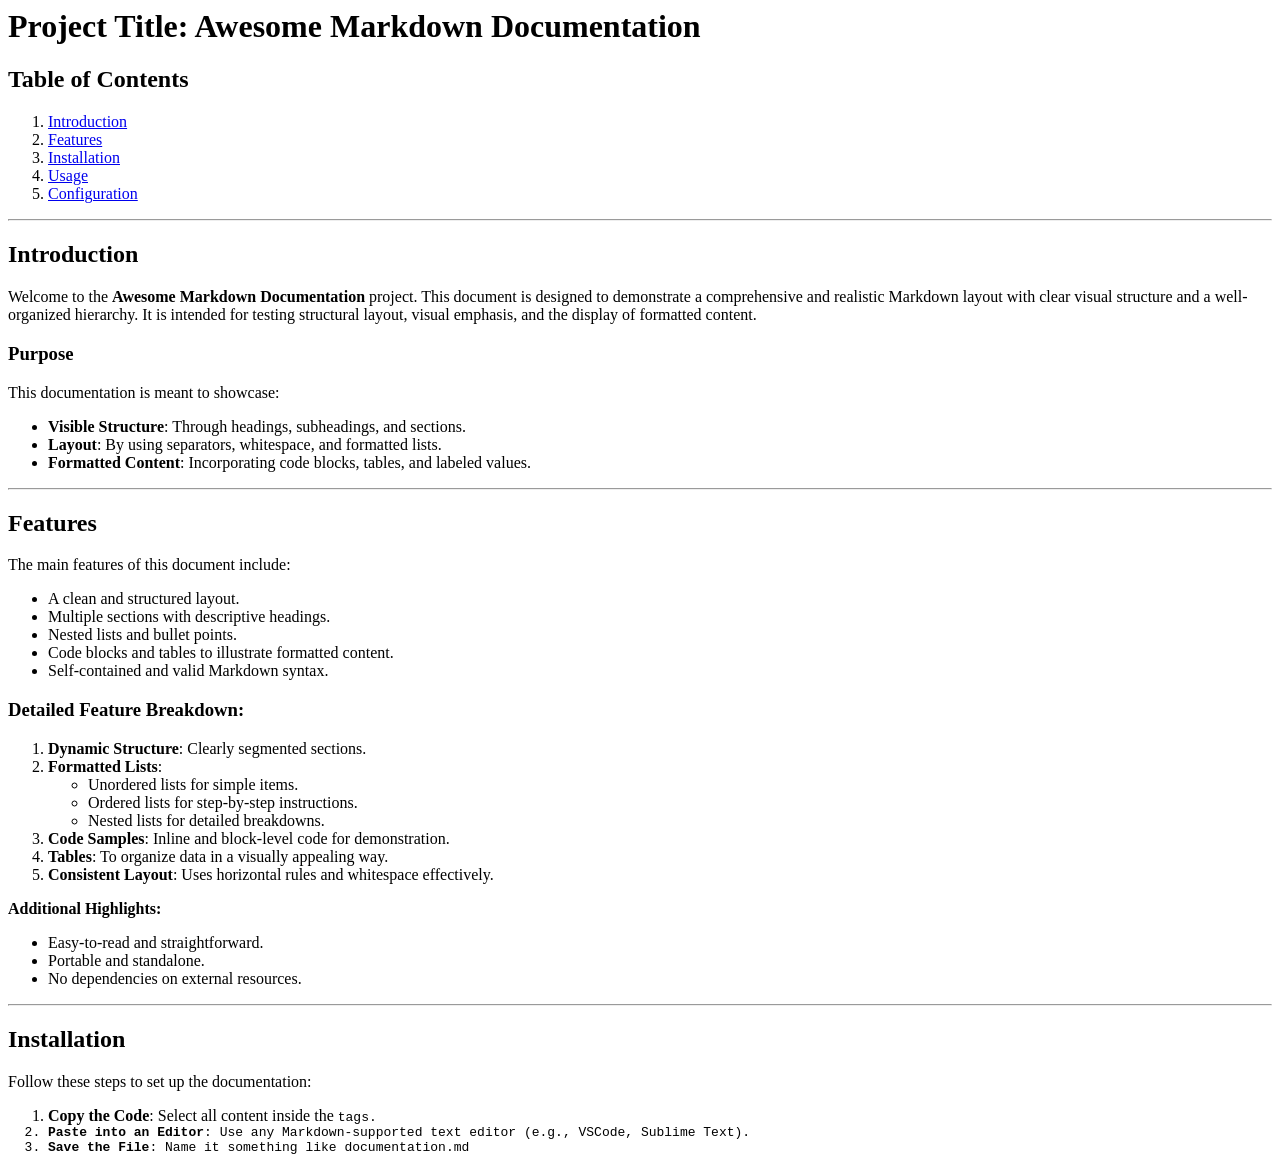 Project Title: Awesome Markdown Documentation
Table of Contents
1. Introduction
2. Features
3. Installation
4. Usage
5. Configuration
Introduction
Welcome to the Awesome Markdown Documentation project. This document is designed to demonstrate a comprehensive and realistic Markdown layout with clear visual structure and a well-
organized hierarchy. It is intended for testing structural layout, visual emphasis, and the display of formatted content.
Purpose
This documentation is meant to showcase:
• Visible Structure: Through headings, subheadings, and sections.
• Layout: By using separators, whitespace, and formatted lists.
• Formatted Content: Incorporating code blocks, tables, and labeled values.
Features
The main features of this document include:
• A clean and structured layout.
• Multiple sections with descriptive headings.
• Nested lists and bullet points.
• Code blocks and tables to illustrate formatted content.
• Self-contained and valid Markdown syntax.
Detailed Feature Breakdown:
1. Dynamic Structure: Clearly segmented sections.
2. Formatted Lists:
◦ Unordered lists for simple items.
◦ Ordered lists for step-by-step instructions.
◦ Nested lists for detailed breakdowns.
3. Code Samples: Inline and block-level code for demonstration.
4. Tables: To organize data in a visually appealing way.
5. Consistent Layout: Uses horizontal rules and whitespace effectively.
Additional Highlights:
• Easy-to-read and straightforward.
• Portable and standalone.
• No dependencies on external resources.
Installation
Follow these steps to set up the documentation:
1. Copy the Code: Select all content inside the tags.
2. Paste into an Editor: Use any Markdown-supported text editor (e.g., VSCode, Sublime Text).
3. Save the File: Name it something like documentation.md